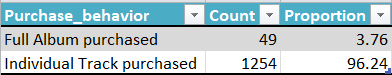 Purchase_behavior Count Proportion
Full Album purchased 49 3.76
Individual Track purchased 1254 96.24